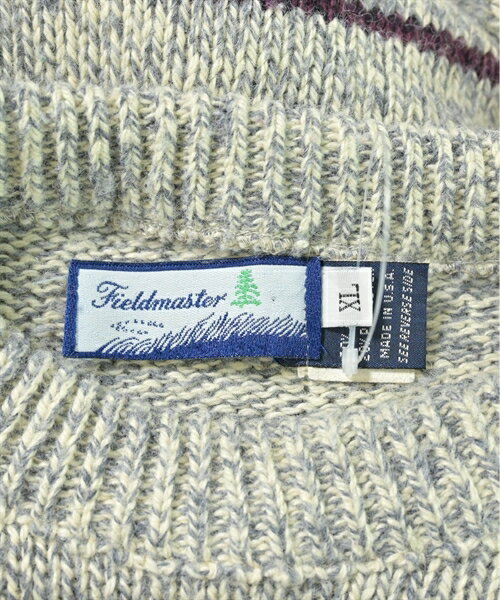 Fieldmaster
XL
MADE IN U.S.A.
SEE REVERSE SIDE